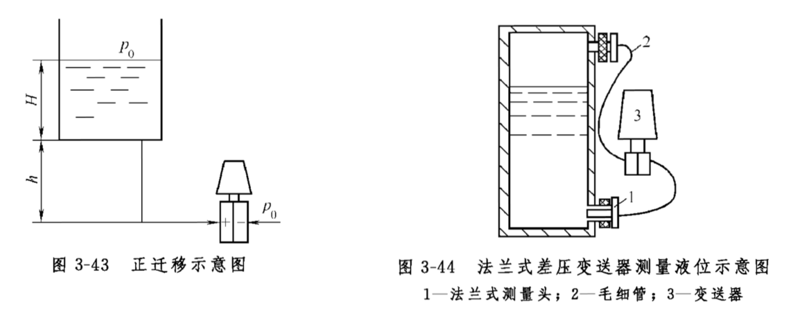 p0
H
h
+ -
p0
图 3-43 正迁移示意图
2
3
1
图 3-44 法兰式差压变送器测量液位示意图
1—法兰式测量头；2—毛细管；3—变送器